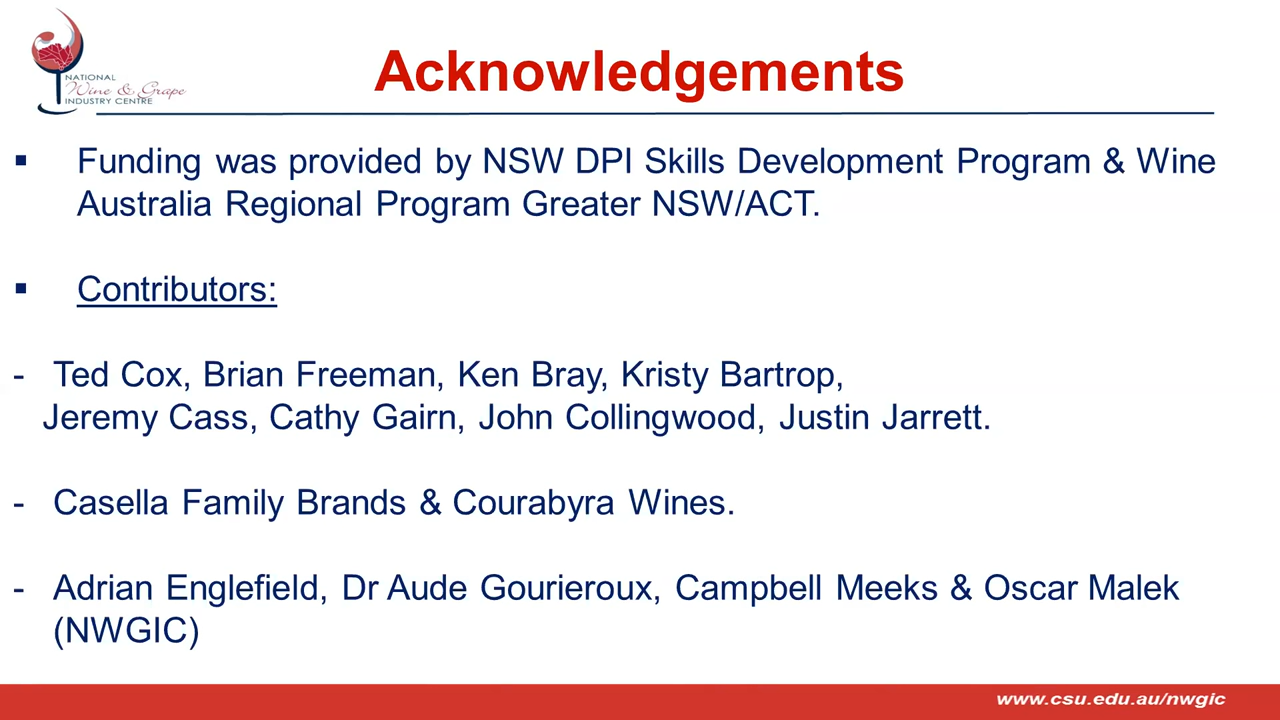 NATIONAL
Wine & Grape
INDUSTRY CENTRE
Acknowledgements
▪ Funding was provided by NSW DPI Skills Development Program & Wine
Australia Regional Program Greater NSW/ACT.
▪ Contributors:
- Ted Cox, Brian Freeman, Ken Bray, Kristy Bartrop,
Jeremy Cass, Cathy Gairn, John Collingwood, Justin Jarrett.
- Casella Family Brands & Courabyra Wines.
- Adrian Englefield, Dr Aude Gourieroux, Campbell Meeks & Oscar Malek
(NWGIC)
www.csu.edu.au/nwgic